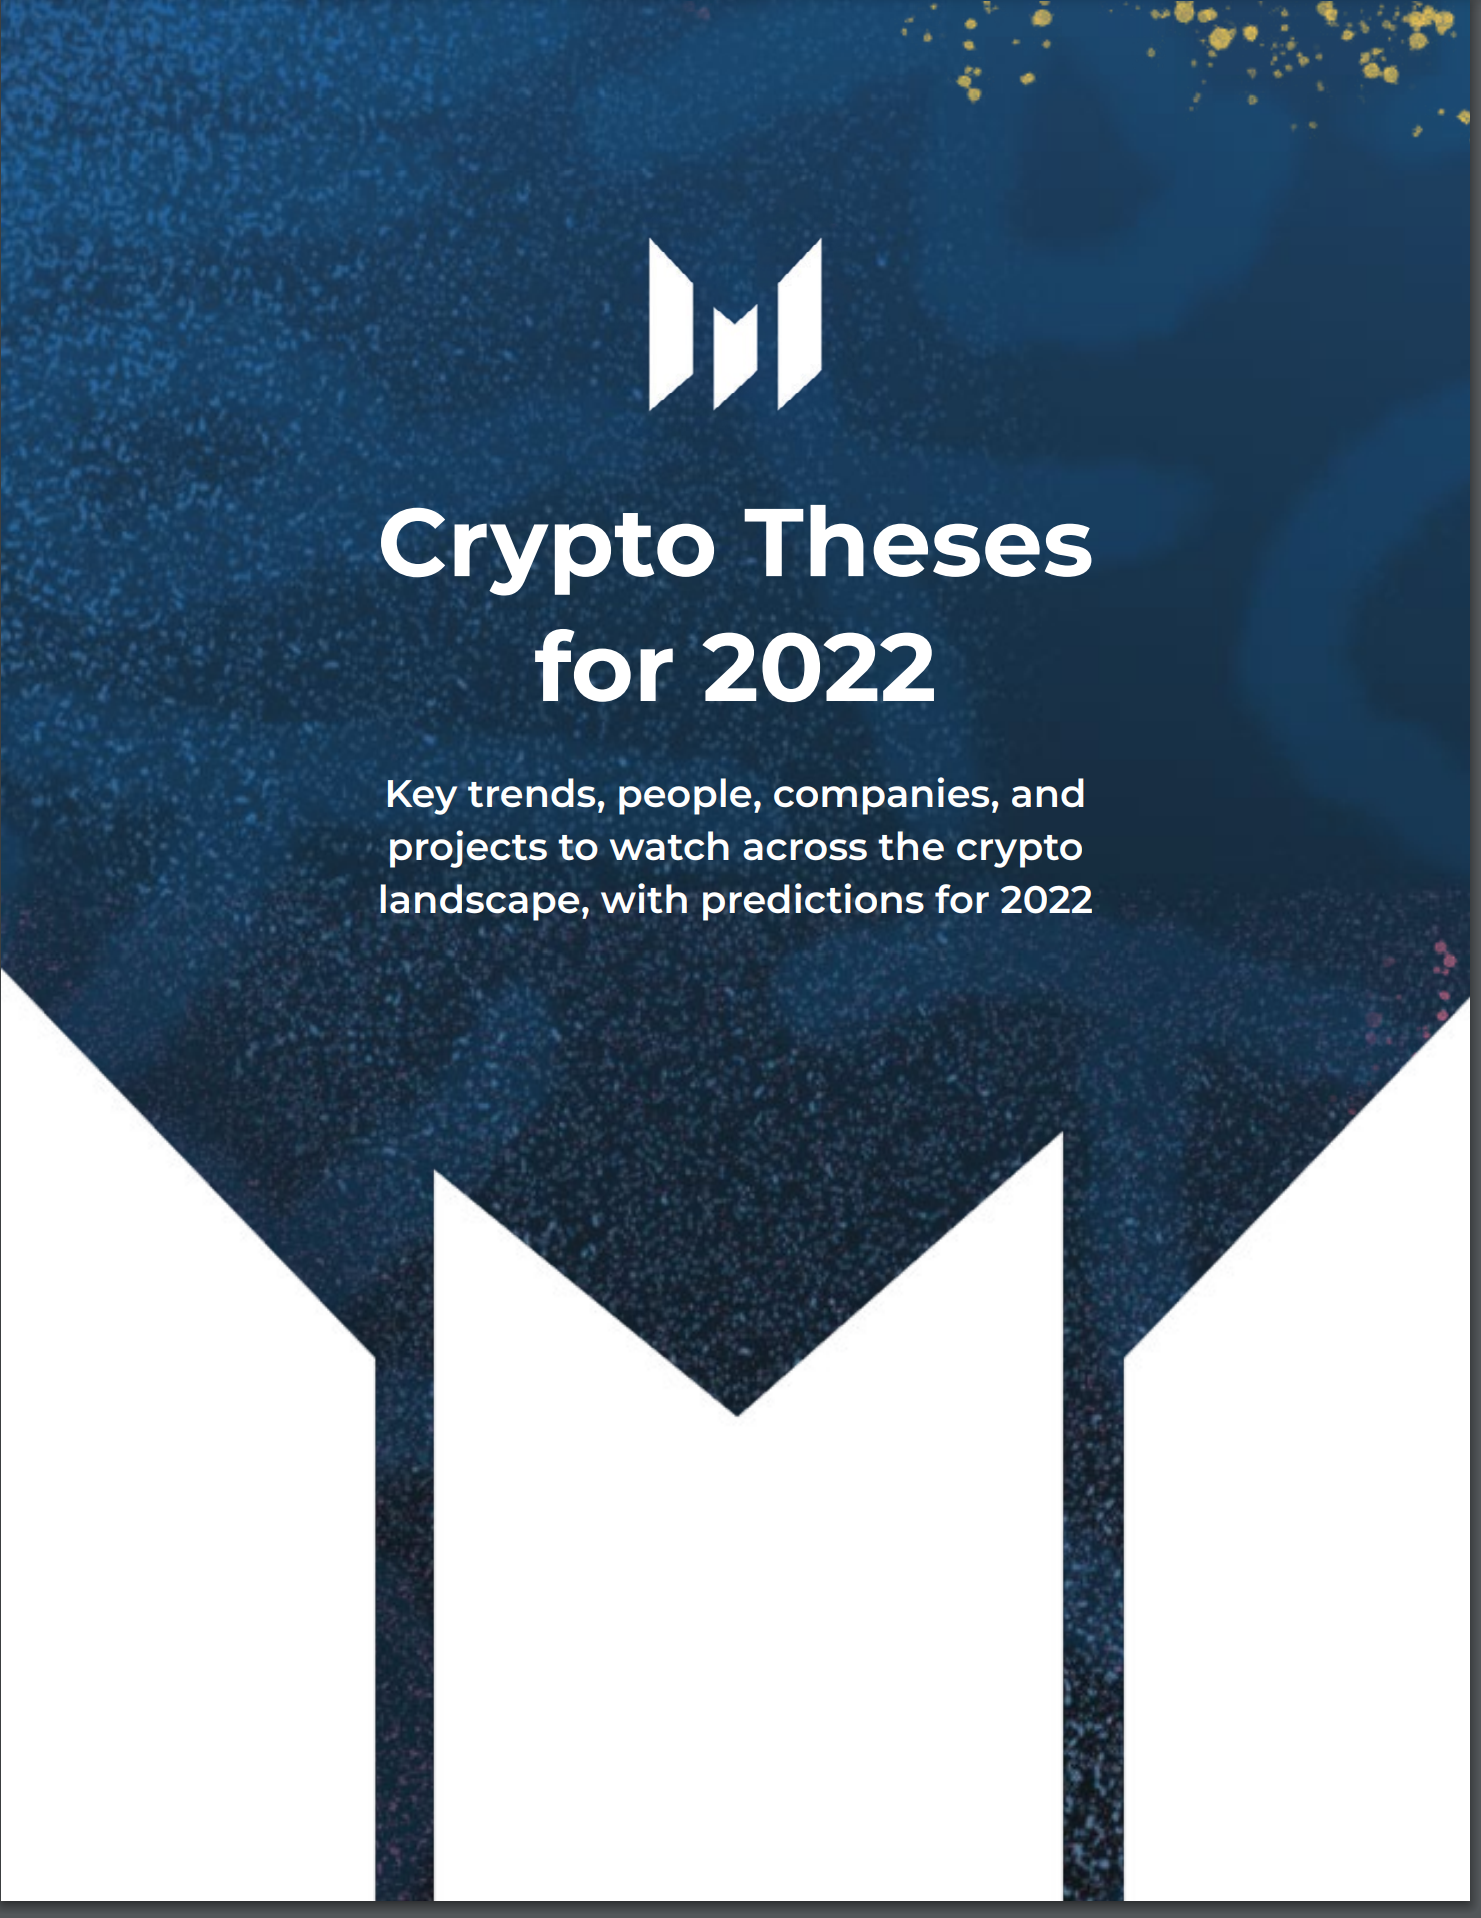 Crypto Theses
for 2022
Key trends, people, companies, and
projects to watch across the crypto
landscape, with predictions for 2022